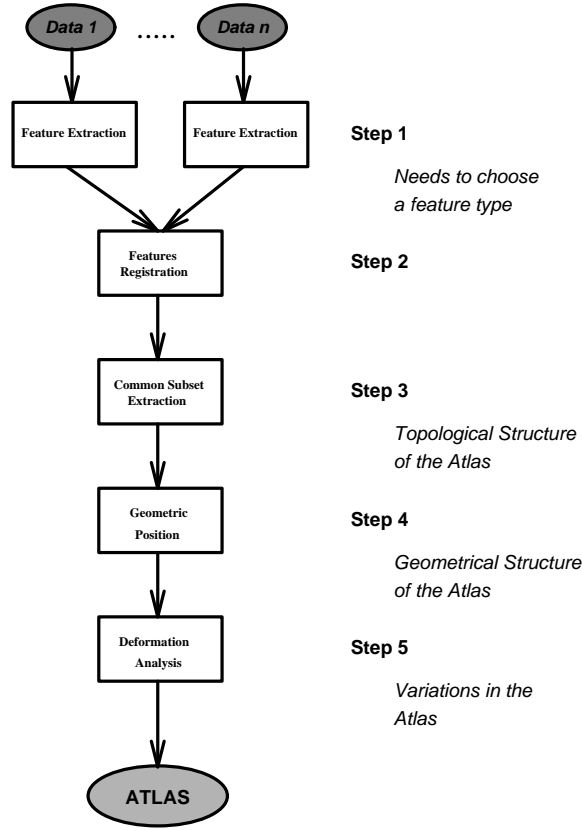 Data 1 ..... Data n
Feature Extraction Feature Extraction
Step 1
Needs to choose
a feature type
Features
Registration
Step 2
Common Subset
Extraction
Step 3
Topological Structure
of the Atlas
Geometric
Position
Step 4
Geometrical Structure
of the Atlas
Deformation
Analysis
Step 5
Variations in the
Atlas
ATLAS